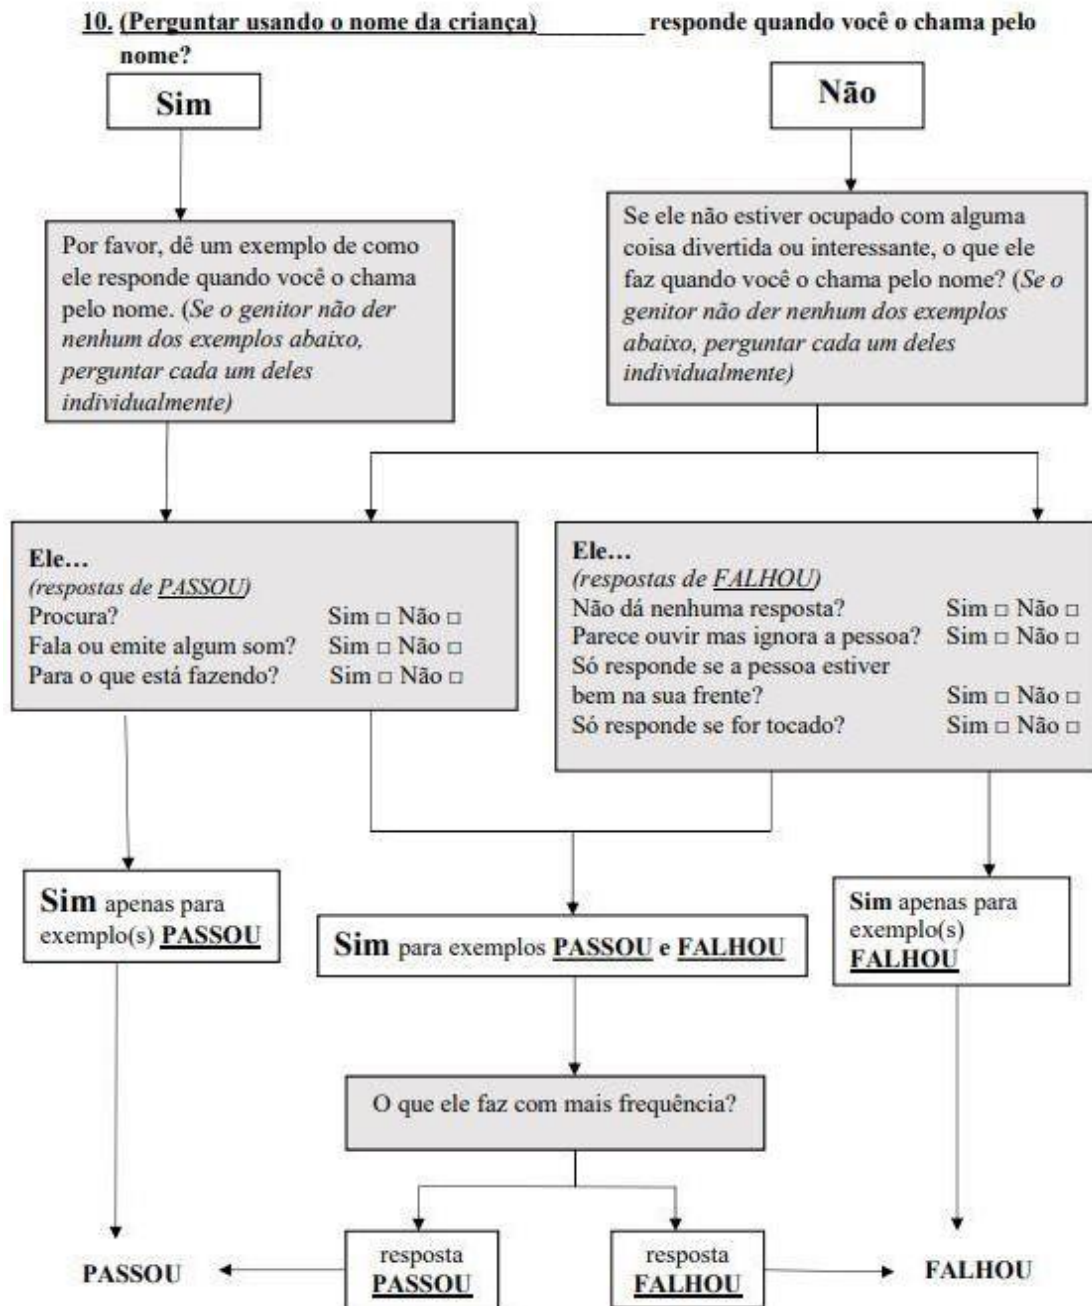 10. (Perguntar usando o nome da criança)_________ responde quando você o chama pelo
nome?
Sim
Não
Por favor, dê um exemplo de como
ele responde quando você o chama
pelo nome. (Se o genitor não der
nenhum dos exemplos abaixo,
perguntar cada um deles
individualmente)
Se ele não estiver ocupado com alguma
coisa divertida ou interessante, o que ele
faz quando você o chama pelo nome? (Se o
genitor não der nenhum dos exemplos
abaixo, perguntar cada um deles
individualmente)
Ele…
(respostas de PASSOU)
Procura? Sim □ Não □
Fala ou emite algum som? Sim □ Não □
Para o que está fazendo? Sim □ Não □
Ele…
(respostas de FALHOU)
Não dá nenhuma resposta? Sim □ Não □
Parece ouvir mas ignora a pessoa? Sim □ Não □
Só responde se a pessoa estiver
bem na sua frente? Sim □ Não □
Só responde se for tocado? Sim □ Não □
Sim apenas para
exemplo(s) PASSOU
Sim para exemplos PASSOU e FALHOU
Sim apenas para
exemplo(s)
FALHOU
O que ele faz com mais frequência?
PASSOU
resposta
PASSOU
resposta
FALHOU
FALHOU